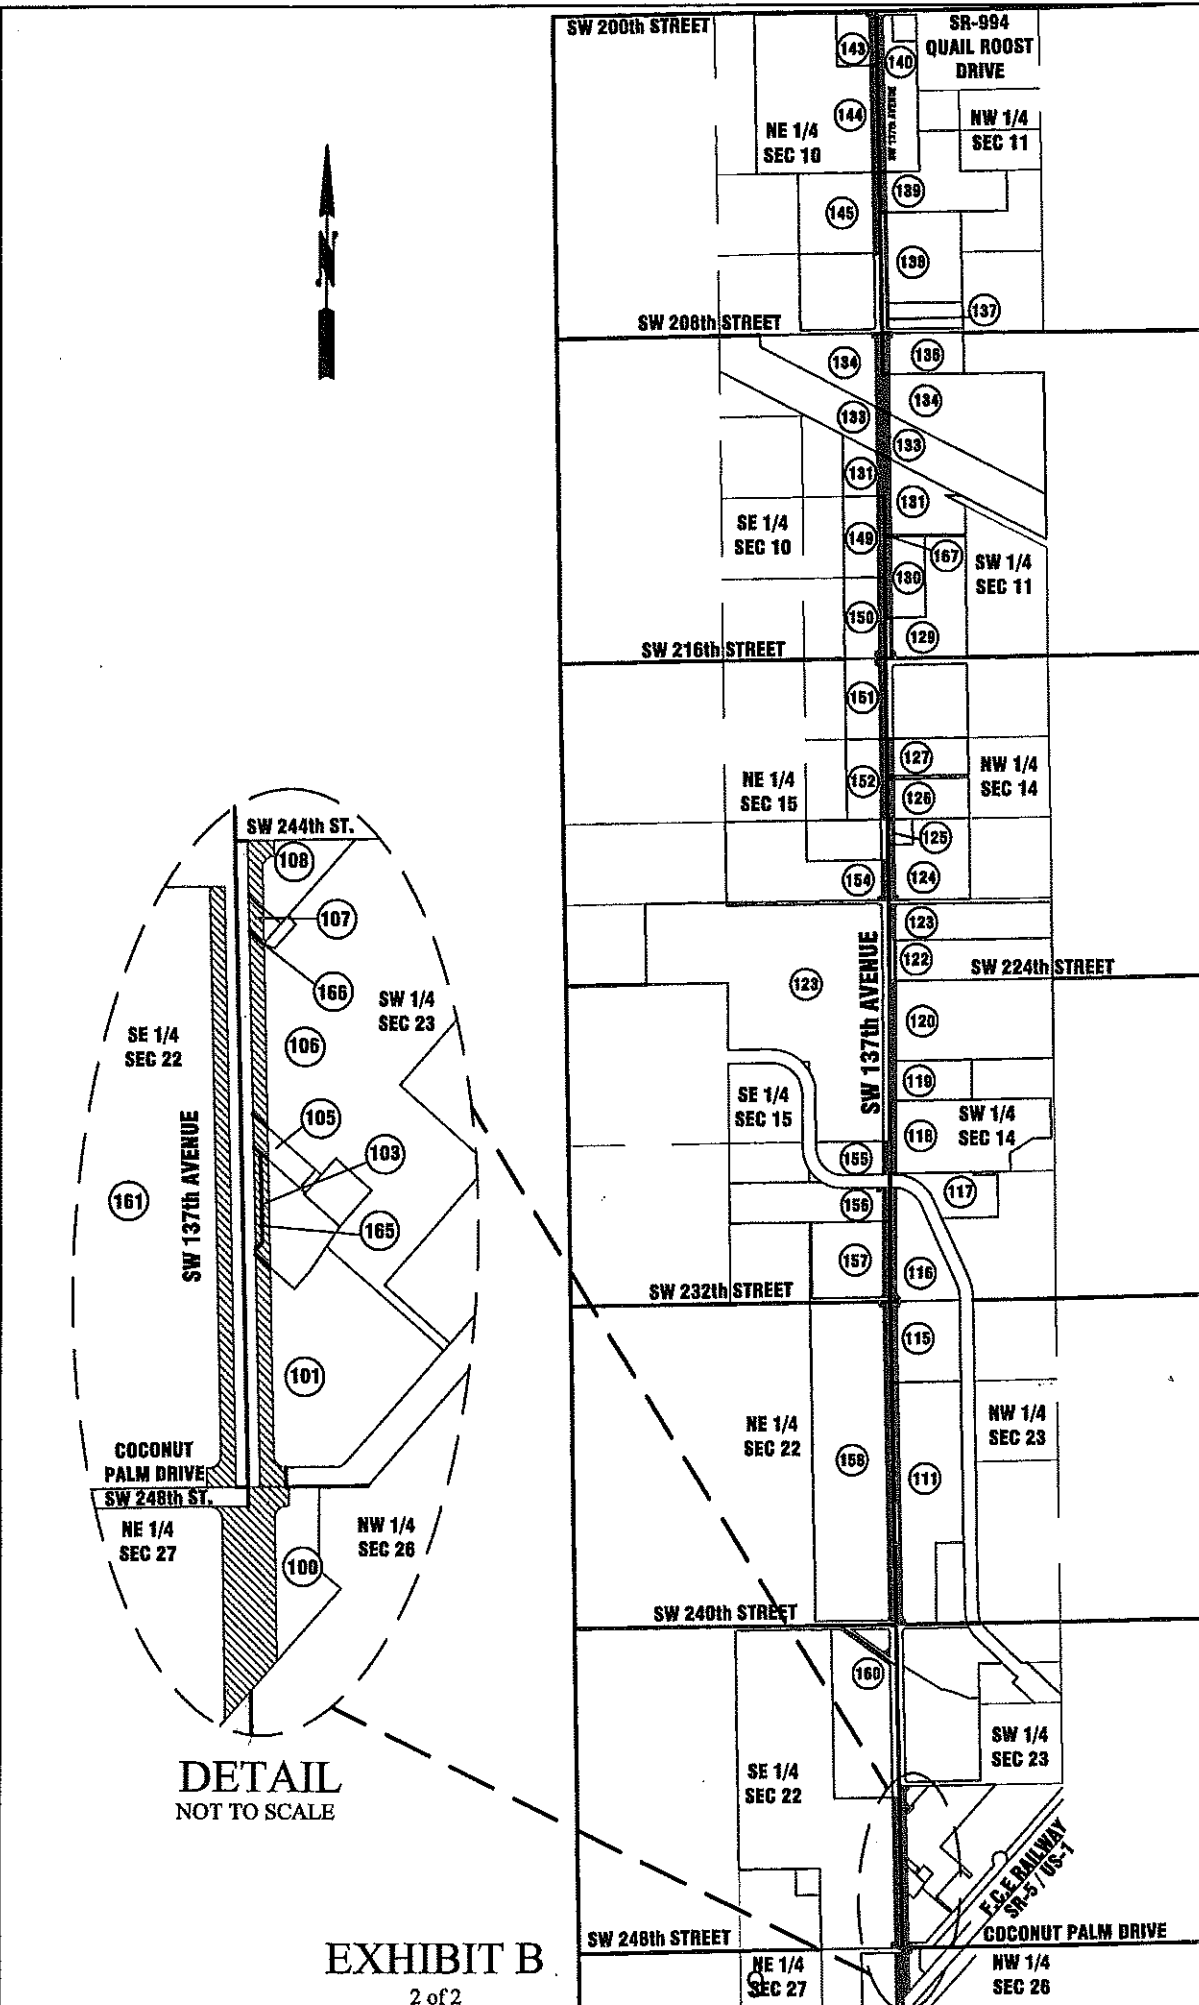 SW 200th STREET
SR-994
QUAIL ROOST
DRIVE
143
140
SW 137th AVENUE
144
NE 1/4
SEC 10
NW 1/4
SEC 11
139
145
138
137
SW 208th STREET
134
136
134
133
133
131
131
SE 1/4
SEC 10
149
167
SW 1/4
SEC 11
130
150
129
SW 216th STREET
151
127
NW 1/4
SEC 14
NE 1/4
SEC 15
152
126
125
154
124
123
122
SW 224th STREET
123
SW 137th AVENUE
120
119
SE 1/4
SEC 15
SW 1/4
SEC 14
118
155
117
156
157
116
SW 232th STREET
115
NE 1/4
SEC 22
NW 1/4
SEC 23
158
111
SW 240th STREET
160
SW 1/4
SEC 23
SE 1/4
SEC 22
F.C.E RAILWAY
SR-5 / US-1
SW 248th STREET
COCONUT PALM DRIVE
NE 1/4
SEC 27
NW 1/4
SEC 26
N
SW 244th ST.
108
107
166
SW 1/4
SEC 23
SE 1/4
SEC 22
106
105
103
SW 137th AVENUE
161
165
101
COCONUT
PALM DRIVE
SW 248th ST.
NE 1/4
SEC 27
NW 1/4
SEC 26
100
DETAIL
NOT TO SCALE
EXHIBIT B
2 of 2